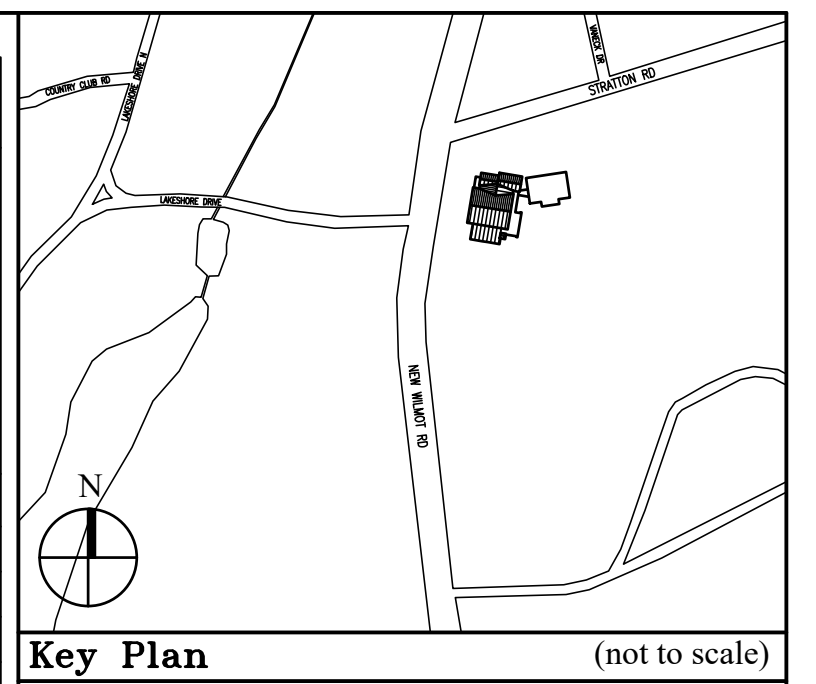 COUNTRY CLUB RD
LAKESHORE DRIVE N
VANECK DR
STRATTON RD
LAKESHORE DRIVE
NEW WILMOT RD
N
Key Plan
(not to scale)